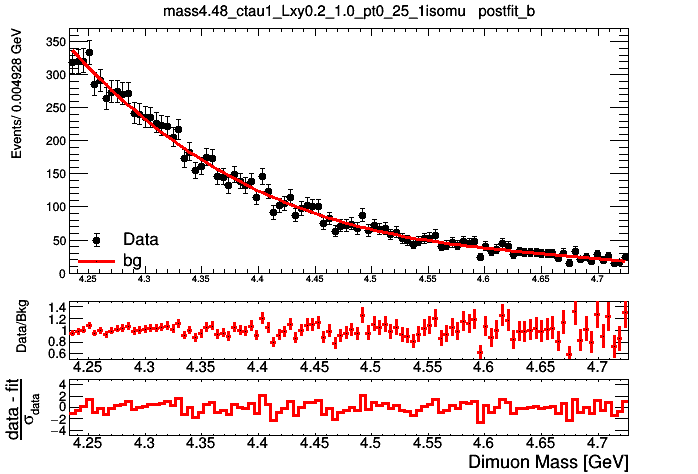 mass4.48_ctau1_Lxy0.2_1.0_pt0_25_1isomu postfit_b
Events/ 0.004928 GeV
350
300
250
200
150
100
50
0
Data
bg
4.25 4.3 4.35 4.4 4.45 4.5 4.55 4.6 4.65 4.7
Data/Bkg
1.4
1.2
1
0.8
0.6
4.25 4.3 4.35 4.4 4.45 4.5 4.55 4.6 4.65 4.7
data - fit
σdata
4
2
0
−2
−4
4.25 4.3 4.35 4.4 4.45 4.5 4.55 4.6 4.65 4.7
Dimuon Mass [GeV]